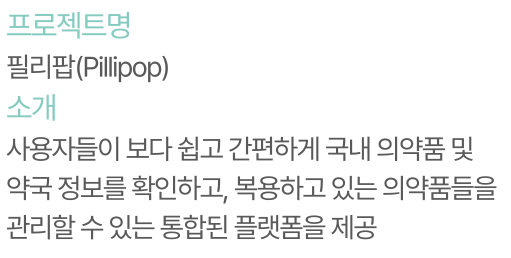 프로젝트명
필리팝(Pillipop)
소개
사용자들이 보다 쉽고 간편하게 국내 의약품 및
약국 정보를 확인하고, 복용하고 있는 의약품들을
관리할 수 있는 통합된 플랫폼을 제공